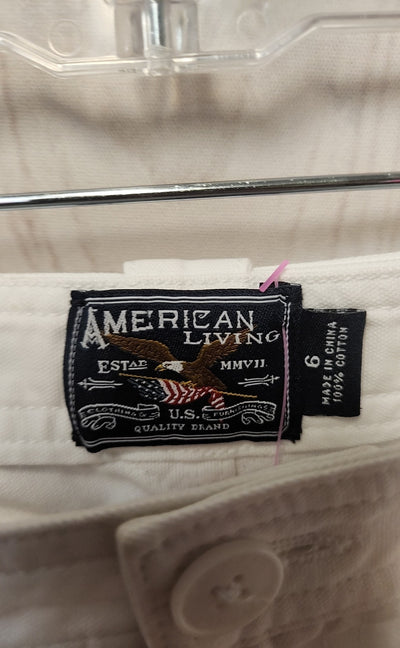 AMERICAN
LIVING
ESTAB MMVII
CLOTHING & U.S. FURNISHINGS
QUALITY BRAND
6
MADE IN CHINA
100% COTTON